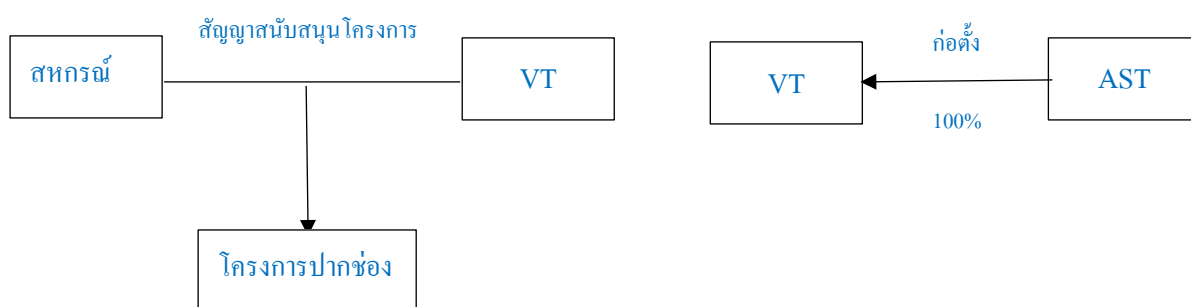 สัญญาสนับสนุนโครงการ
สหกรณ์
VT
โครงการปากช่อง
ก่อตั้ง
VT
AST
100%